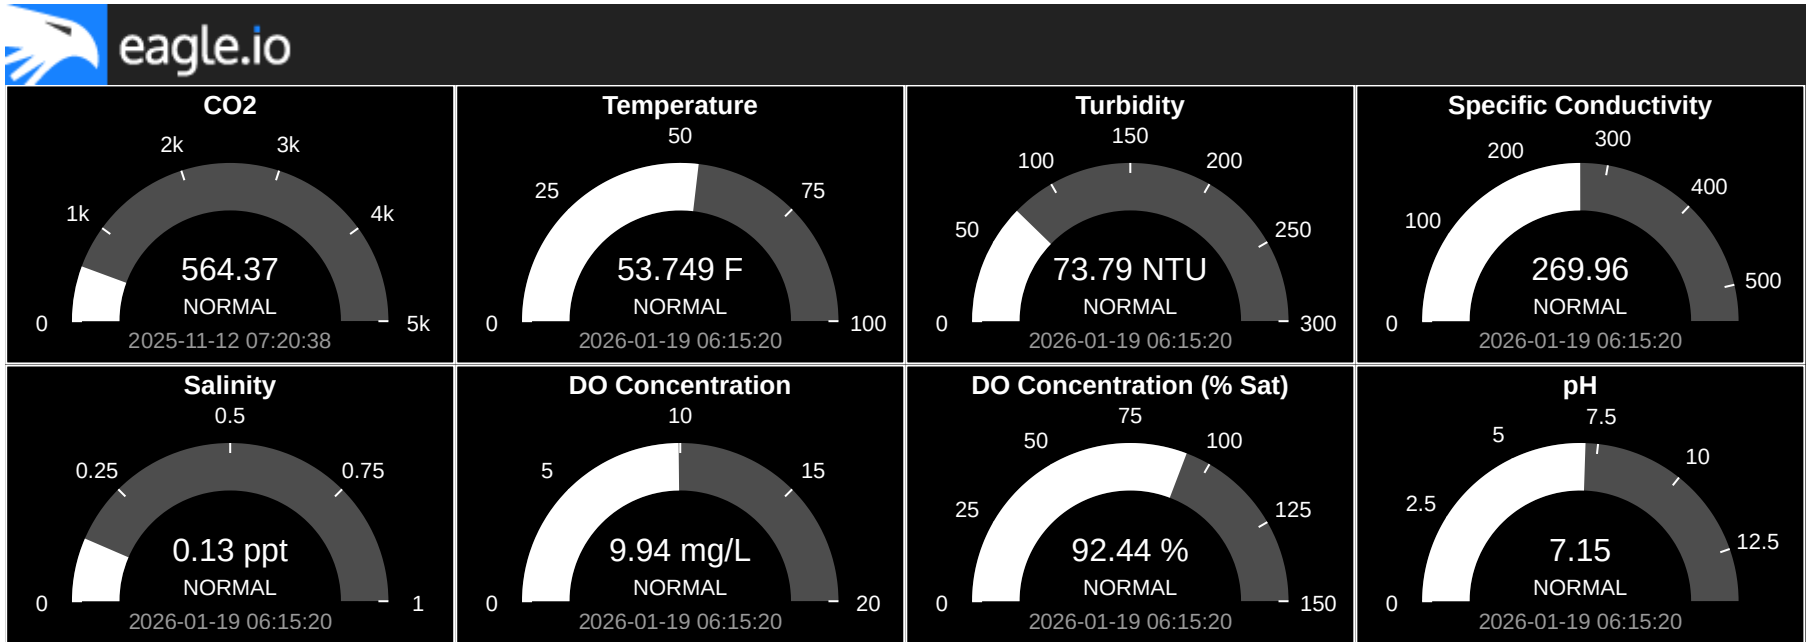 eagle.io
CO2
2k
3k
1k
4k
0
5k
564.37
NORMAL
2025-11-12 07:20:38
Temperature
50
25
75
0
100
53.749 F
NORMAL
2026-01-19 06:15:20
Turbidity
150
100
200
50
250
0
300
73.79 NTU
NORMAL
2026-01-19 06:15:20
Specific Conductivity
300
200
400
100
500
0
269.96
NORMAL
2026-01-19 06:15:20
Salinity
0.5
0.25
0.75
0
1
0.13 ppt
NORMAL
2026-01-19 06:15:20
DO Concentration
10
5
15
0
20
9.94 mg/L
NORMAL
2026-01-19 06:15:20
DO Concentration (% Sat)
75
50
100
25
125
0
150
92.44 %
NORMAL
2026-01-19 06:15:20
pH
7.5
5
10
2.5
12.5
0
7.15
NORMAL
2026-01-19 06:15:20